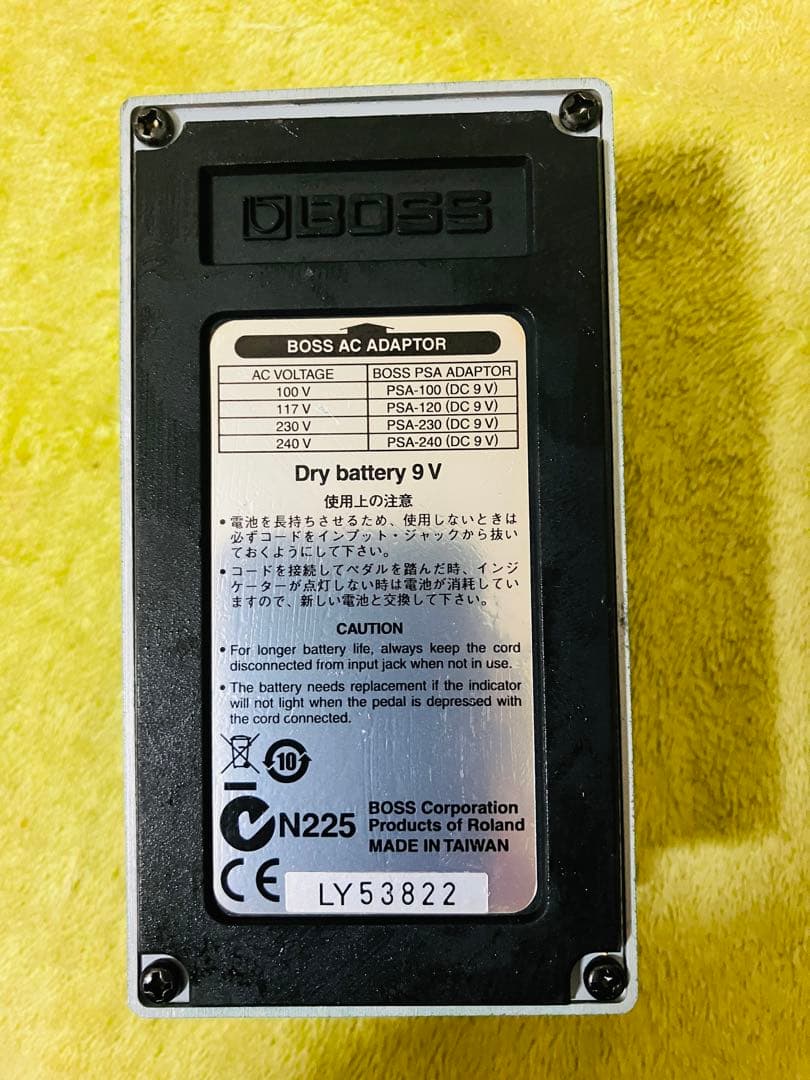 BOSS
BOSS AC ADAPTOR
AC VOLTAGE BOSS PSA ADAPTOR
100 V PSA-100 (DC 9 V)
117 V PSA-120 (DC 9 V)
230 V PSA-230 (DC 9 V)
240 V PSA-240 (DC 9 V)
Dry battery 9 V
使用上の注意
• 電池を長持ちさせるため、使用しないときは
必ずコードをインプット・ジャックから抜い
ておくようにして下さい。
• コードを接続してペダルを踏んだ時、インジ
ケーターが点灯しない時は電池が消耗してい
ますので、新しい電池と交換して下さい。
CAUTION
• For longer battery life, always keep the cord
disconnected from input jack when not in use.
• The battery needs replacement if the indicator
will not light when the pedal is depressed with
the cord connected.
10
N225
BOSS Corporation
Products of Roland
MADE IN TAIWAN
CE
LY53822